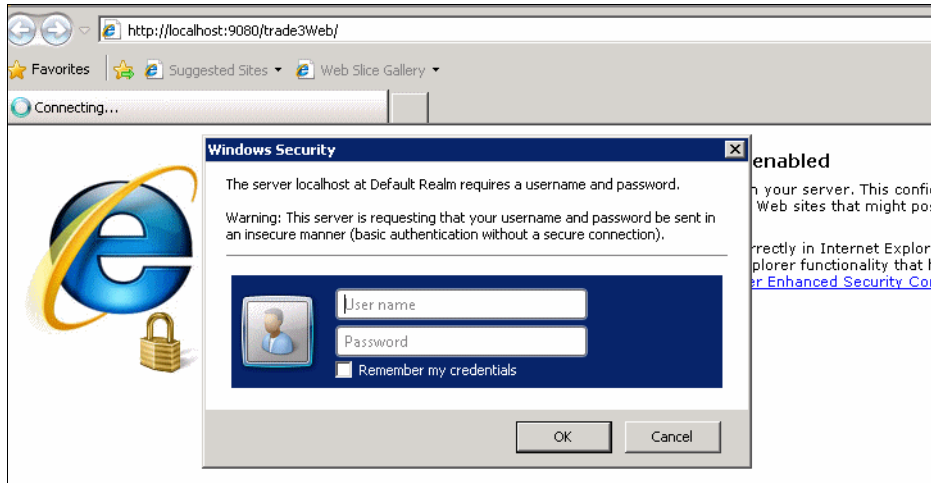 http://localhost:9080/trade3Web/
Favorites
Suggested Sites
Web Slice Gallery
Connecting...
Windows Security
The server localhost at Default Realm requires a username and password.
Warning: This server is requesting that your username and password be sent in
an insecure manner (basic authentication without a secure connection).
User name
Password
Remember my credentials
OK
Cancel
enabled
your server. This confi
Web sites that might po
rrectly in Internet Explor
plorer functionality that
er Enhanced Security Co